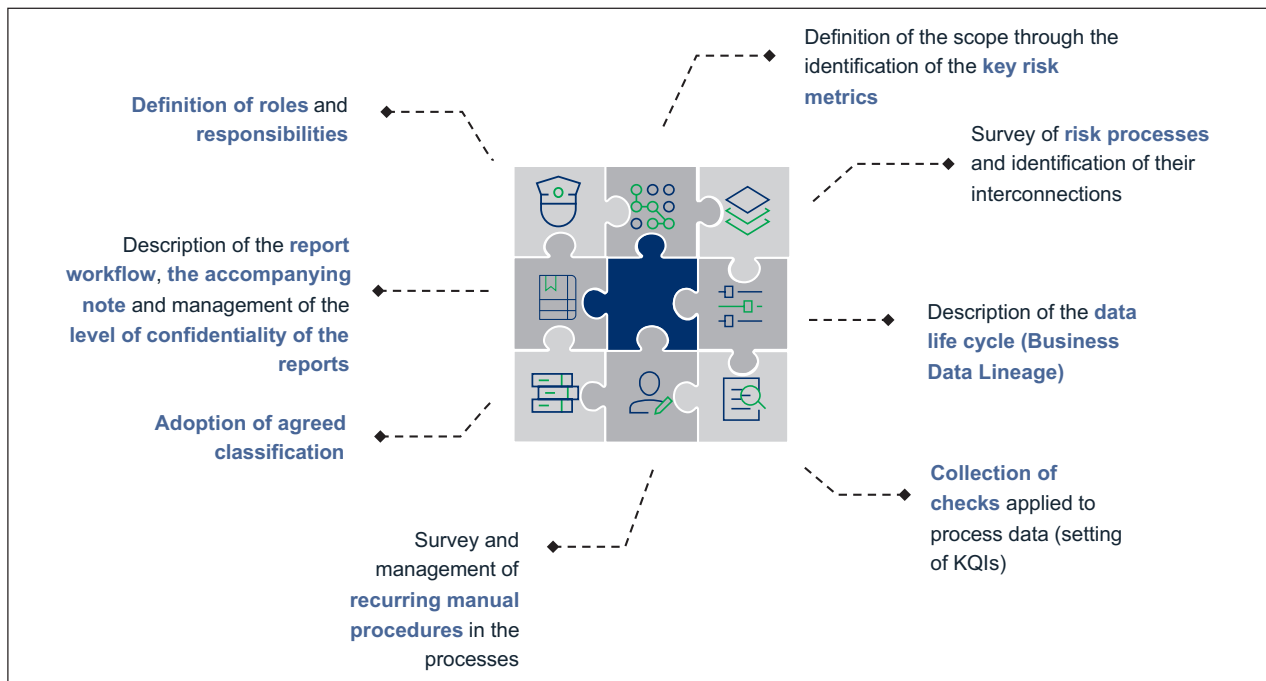 Definition of the scope through the
identification of the key risk
metrics
Definition of roles and
responsibilities
Survey of risk processes
and identification of their
interconnections
Description of the report
workflow, the accompanying
note and management of the
level of confidentiality of the
reports
Description of the data
life cycle (Business
Data Lineage)
Adoption of agreed
classification
Collection of
checks applied to
process data (setting
of KQIs)
Survey and
management of
recurring manual
procedures in the
processes